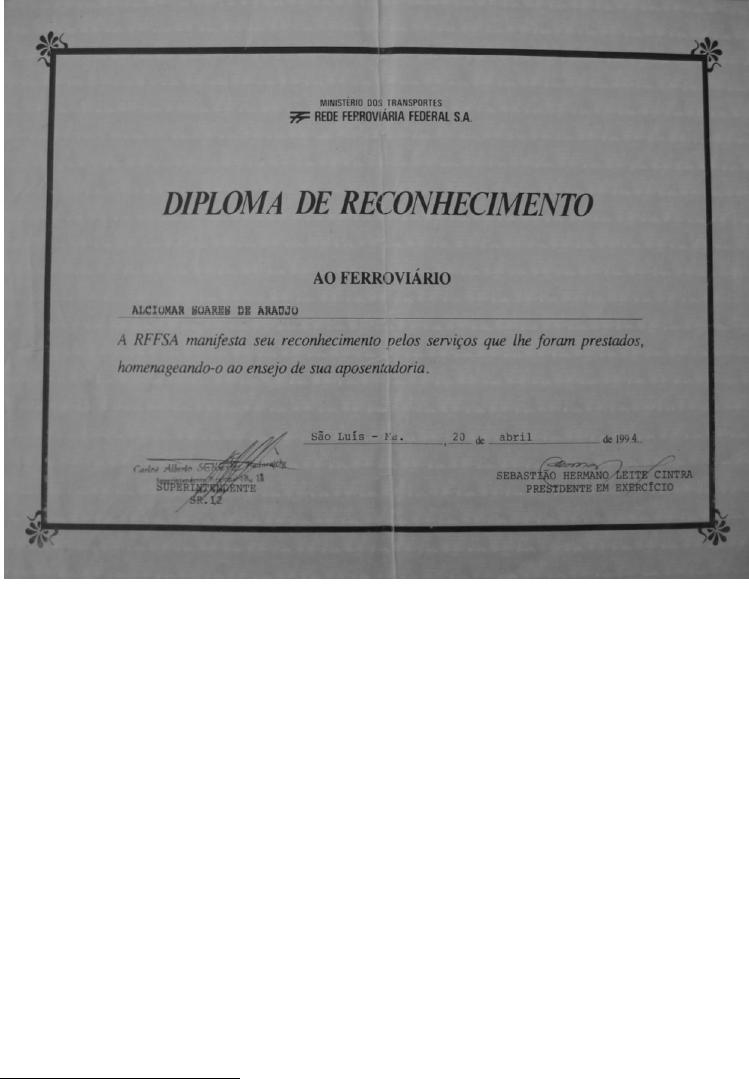 MINISTÉRIO DOS TRANSPORTES
REDE FERROVIÁRIA FEDERAL S.A.
DIPLOMA DE RECONHECIMENTO
AO FERROVIÁRIO
ALCIOMAR SOARES DE ARAUJO
A RFFSA manifesta seu reconhecimento pelos serviços que lhe foram prestados,
homenageando-o ao ensejo de sua aposentadoria.
São Luís - Ma. , 20 de abril de 1994.
Carlos Alberto
SUPERINTENDENTE
SR.12
SEBASTIÃO HERMANO LEITE CINTRA
PRESIDENTE EM EXERCÍCIO